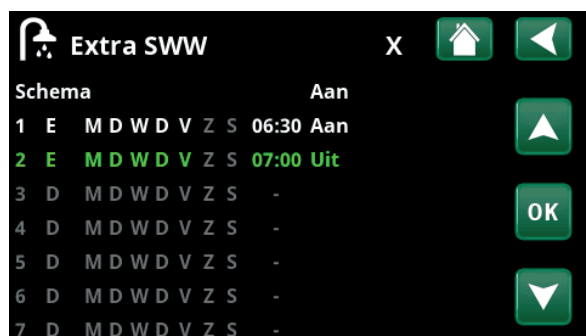 Extra SWW X
Schema Aan
1 E M D W D V Z S 06:30 Aan
2 E M D W D V Z S 07:00 Uit
3 D M D W D V Z S -
4 D M D W D V Z S -
OK
5 D M D W D V Z S -
6 D M D W D V Z S -
7 D M D W D V Z S